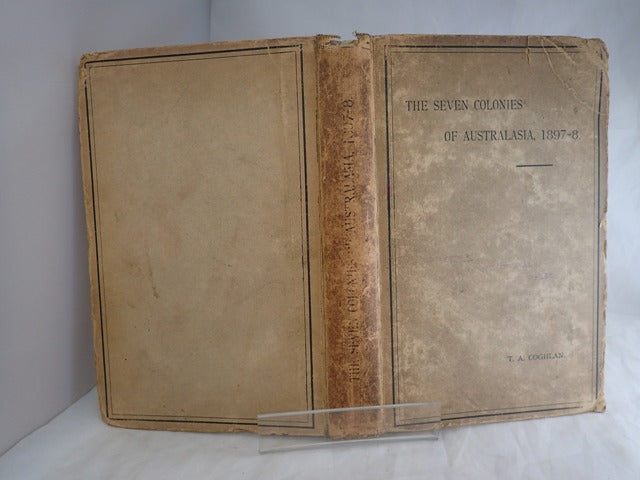 THE SEVEN COLONIES
OF AUSTRALASIA, 1897-8.
T. A. COGHLAN.
THE SEVEN COLONIES OF AUSTRALASIA, 1897-8